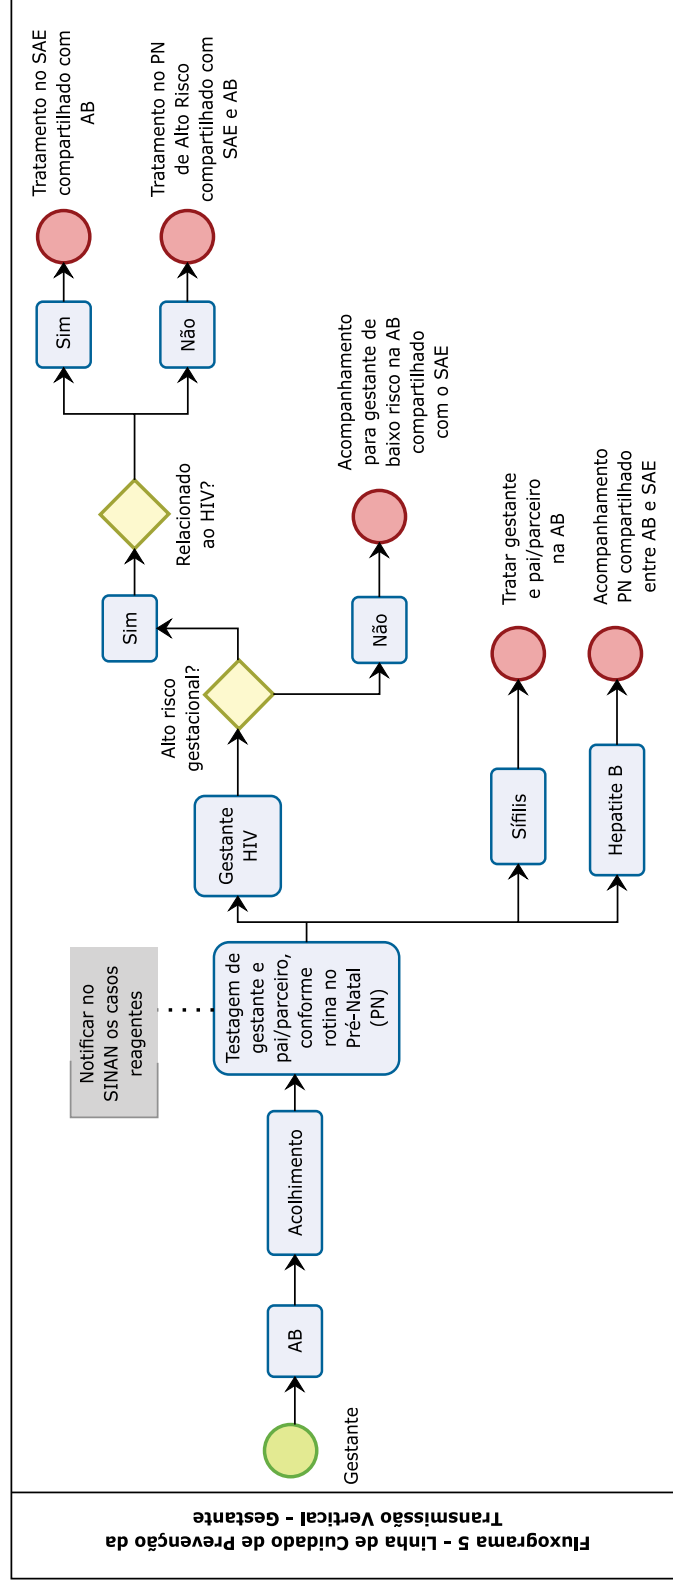 Fluxograma 5 - Linha de Cuidado de Prevenção da
Transmissão Vertical - Gestante
Gestante
AB
Acolhimento
Notificar no
SINAN os casos
reagentes
Testagem de
gestante e
pai/parceiro,
conforme
rotina no
Pré-Natal
(PN)
Gestante
HIV
Alto risco
gestacional?
Sim
Relacionado
ao HIV?
Sim
Tratamento no SAE
compartilhado com
AB
Não
Tratamento no PN
de Alto Risco
compartilhado com
SAE e AB
Não
Acompanhamento
para gestante de
baixo risco na AB
compartilhado
com o SAE
Sífilis
Tratar gestante
e pai/parceiro
na AB
Hepatite B
Acompanhamento
PN compartilhado
entre AB e SAE